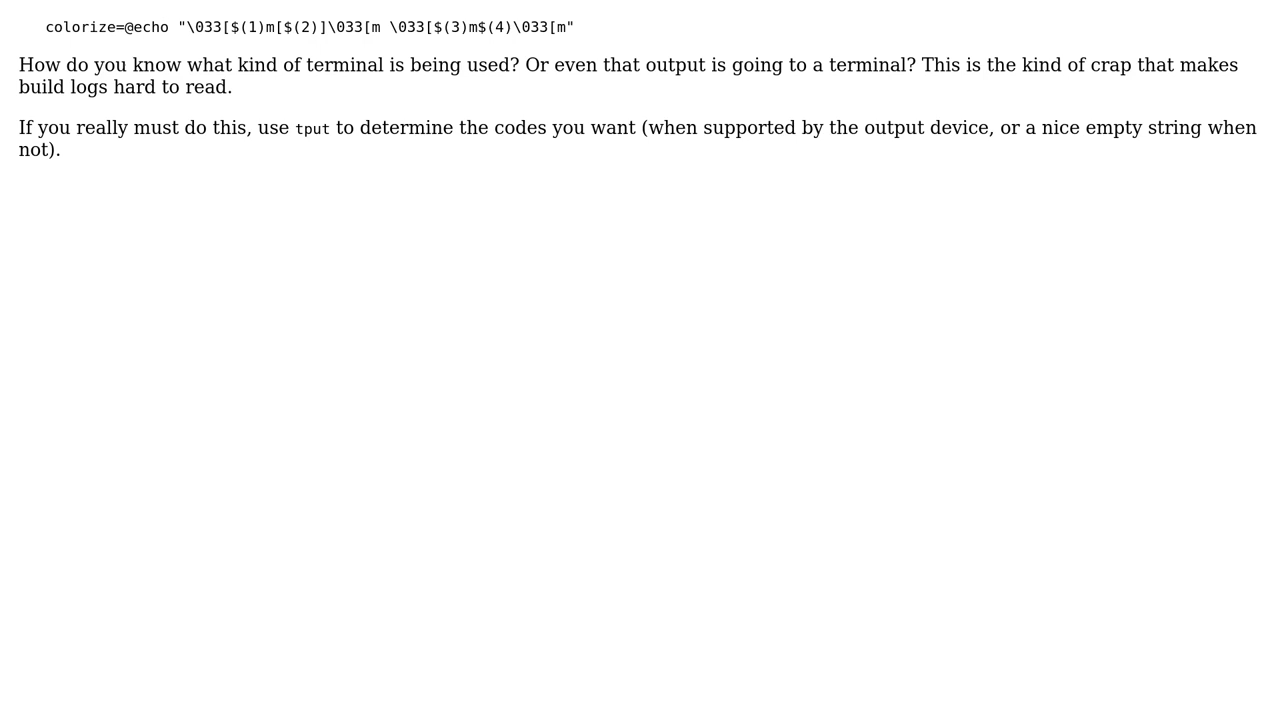 colorize=@echo "\033[$(1)m[$(2)]\033[m \033[$(3)m$(4)\033[m"
How do you know what kind of terminal is being used? Or even that output is going to a terminal? This is the kind of crap that makes
build logs hard to read.
If you really must do this, use tput to determine the codes you want (when supported by the output device, or a nice empty string when
not).